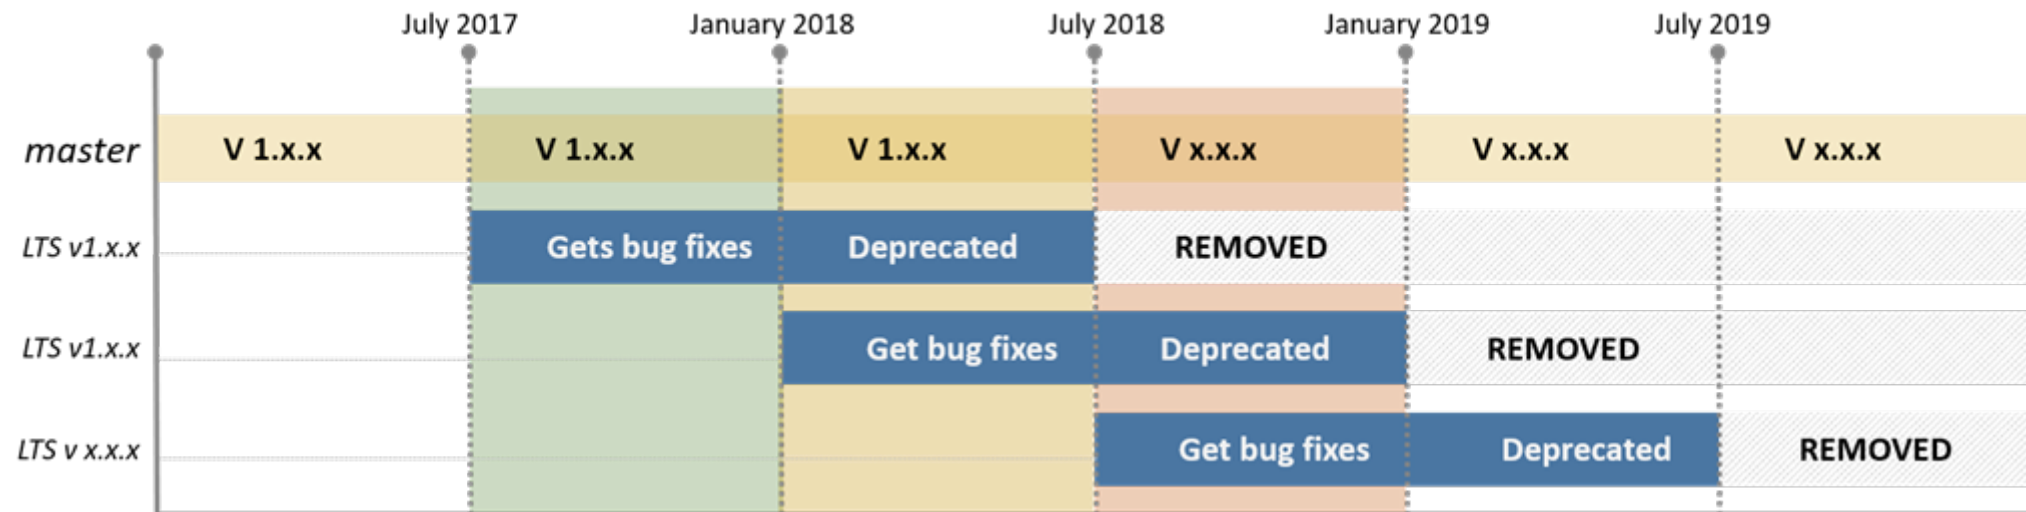 July 2017 January 2018 July 2018 January 2019 July 2019
master V 1.x.x V 1.x.x V 1.x.x V x.x.x V x.x.x V x.x.x
LTS v1.x.x Gets bug fixes Deprecated REMOVED
LTS v1.x.x Get bug fixes Deprecated REMOVED
LTS v x.x.x Get bug fixes Deprecated REMOVED